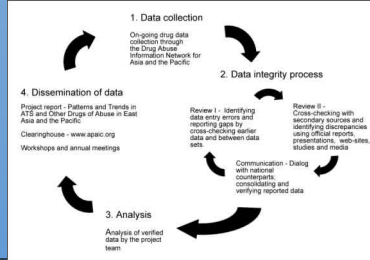 1. Data collection
On-going drug data
collection through
the Drug Abuse
Information Network for
Asia and the Pacific
2. Data integrity process
Review I - Identifying
data entry errors and
reporting gaps by
cross-checking earlier
data and between data
sets.
Review II -
Cross-checking with
secondary sources and
identifying discrepancies
using official reports,
presentations, web-sites,
studies and media
Communication - Dialog
with national
counterparts;
consolidating and
verifying reported data
3. Analysis
Analysis of verified
data by the project
team
4. Dissemination of data
Project report - Patterns and Trends in
ATS and Other Drugs of Abuse in East
Asia and the Pacific
Clearinghouse - www.apaic.org
Workshops and annual meetings